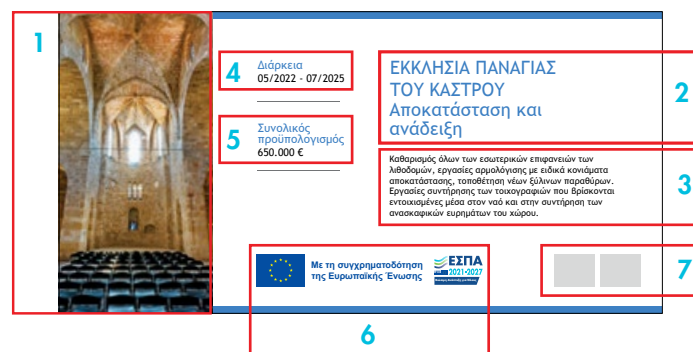 1
4
Διάρκεια
05/2022 - 07/2025
5
Συνολικός
προϋπολογισμός
650.000 €
ΕΚΚΛΗΣΙΑ ΠΑΝΑΓΙΑΣ
ΤΟΥ ΚΑΣΤΡΟΥ
Αποκατάσταση και
ανάδειξη
2
Καθαρισμός όλων των εσωτερικών επιφανειών των
λιθοδομών, εργασίες αρμολόγησης με ειδικά κονιάματα
αποκατάστασης, τοποθέτηση νέων ξύλινων παραθύρων.
Εργασίες συντήρησης των τοιχογραφιών που βρίσκονται
εντοιχισμένες μέσα στον ναό και στην συντήρηση των
ανασκαφικών ευρημάτων του χώρου.
3
Με τη συγχρηματοδότηση
της Ευρωπαϊκής Ένωσης
ΕΣΠΑ
2021-2027
6
7